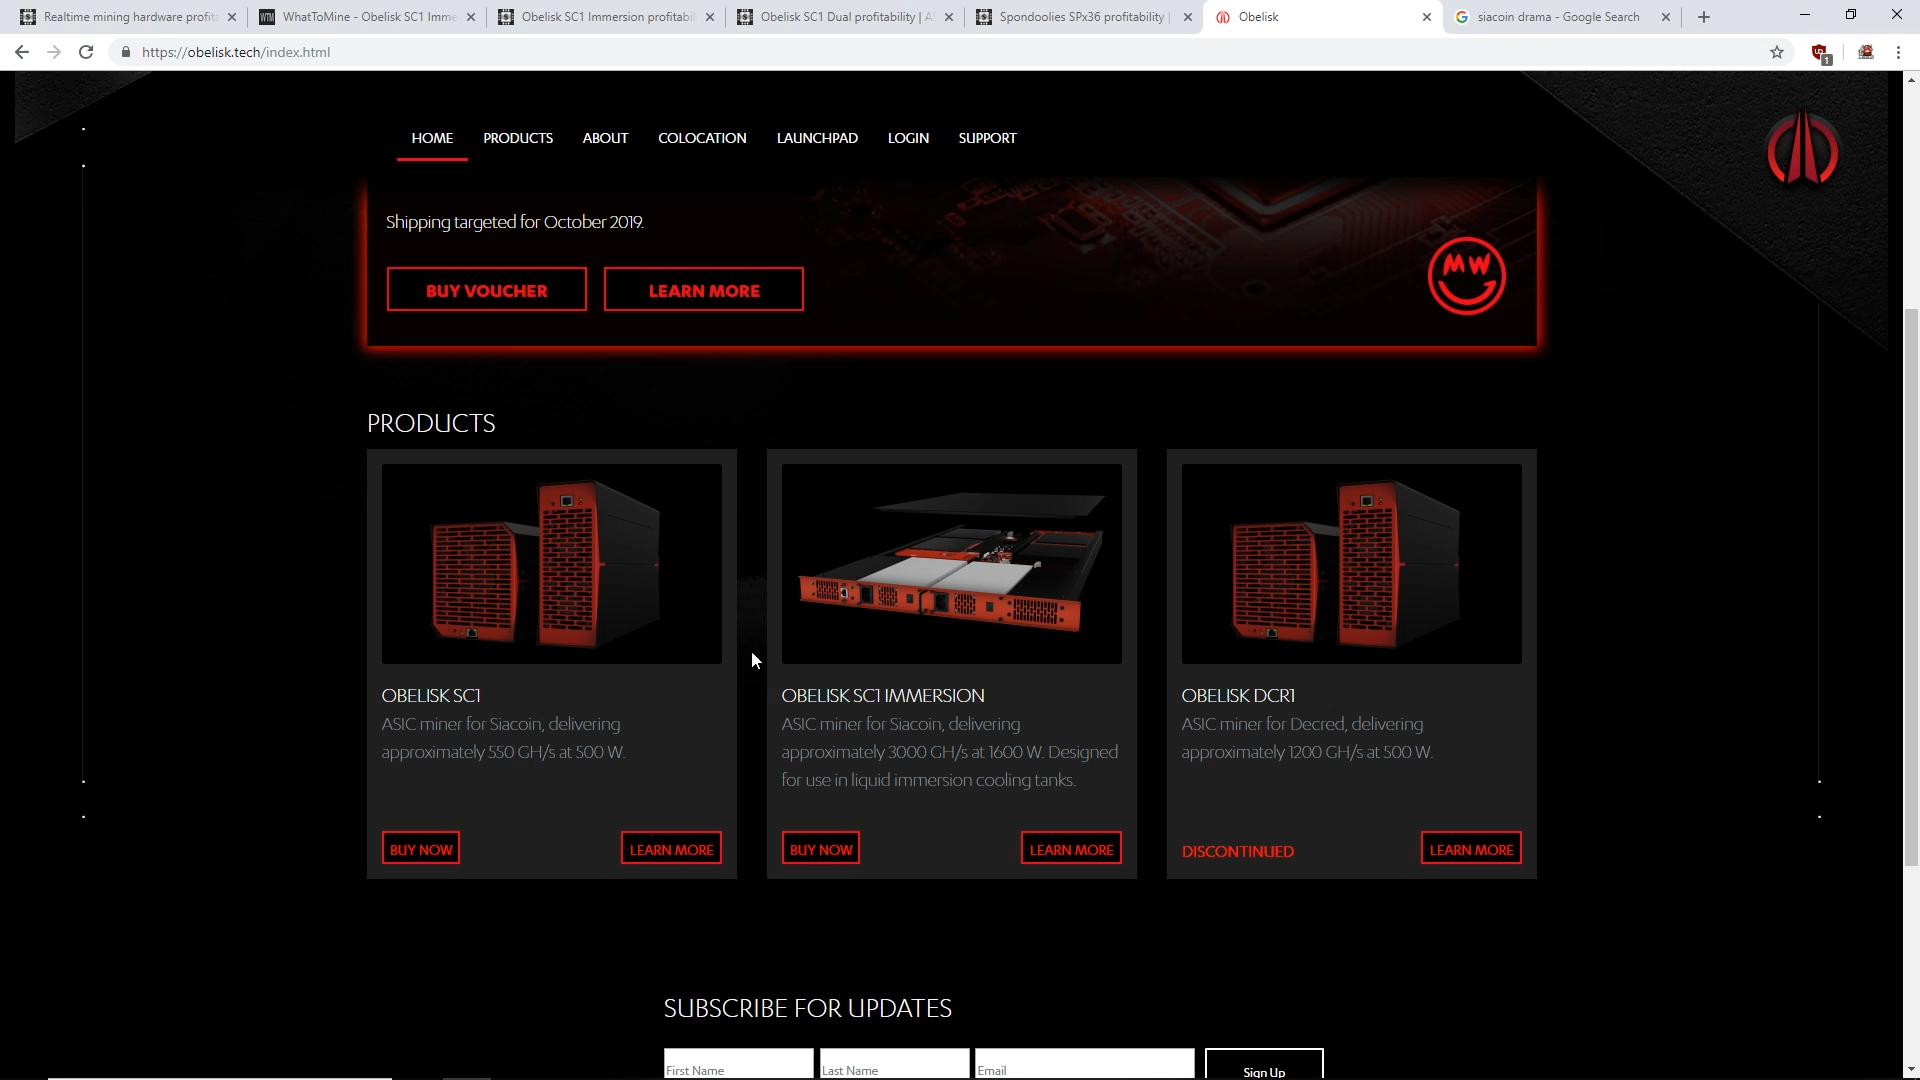 Realtime mining hardware profit
WhatToMine - Obelisk SC1 Imme
Obelisk SC1 Immersion profitabil
Obelisk SC1 Dual profitability | A
Spondoolies SPx36 profitability |
Obelisk
siacoin drama - Google Search
https://obelisk.tech/index.html
1
HOME PRODUCTS ABOUT COLOCATION LAUNCHPAD LOGIN SUPPORT
Shipping targeted for October 2019.
BUY VOUCHER
LEARN MORE
MW
PRODUCTS
OBELISK SC1
ASIC miner for Siacoin, delivering
approximately 550 GH/s at 500 W.
BUY NOW
LEARN MORE
OBELISK SC1 IMMERSION
ASIC miner for Siacoin, delivering
approximately 3000 GH/s at 1600 W. Designed
for use in liquid immersion cooling tanks.
BUY NOW
LEARN MORE
OBELISK DCR1
ASIC miner for Decred, delivering
approximately 1200 GH/s at 500 W.
DISCONTINUED
LEARN MORE
SUBSCRIBE FOR UPDATES
First Name
Last Name
Email
Sign Up